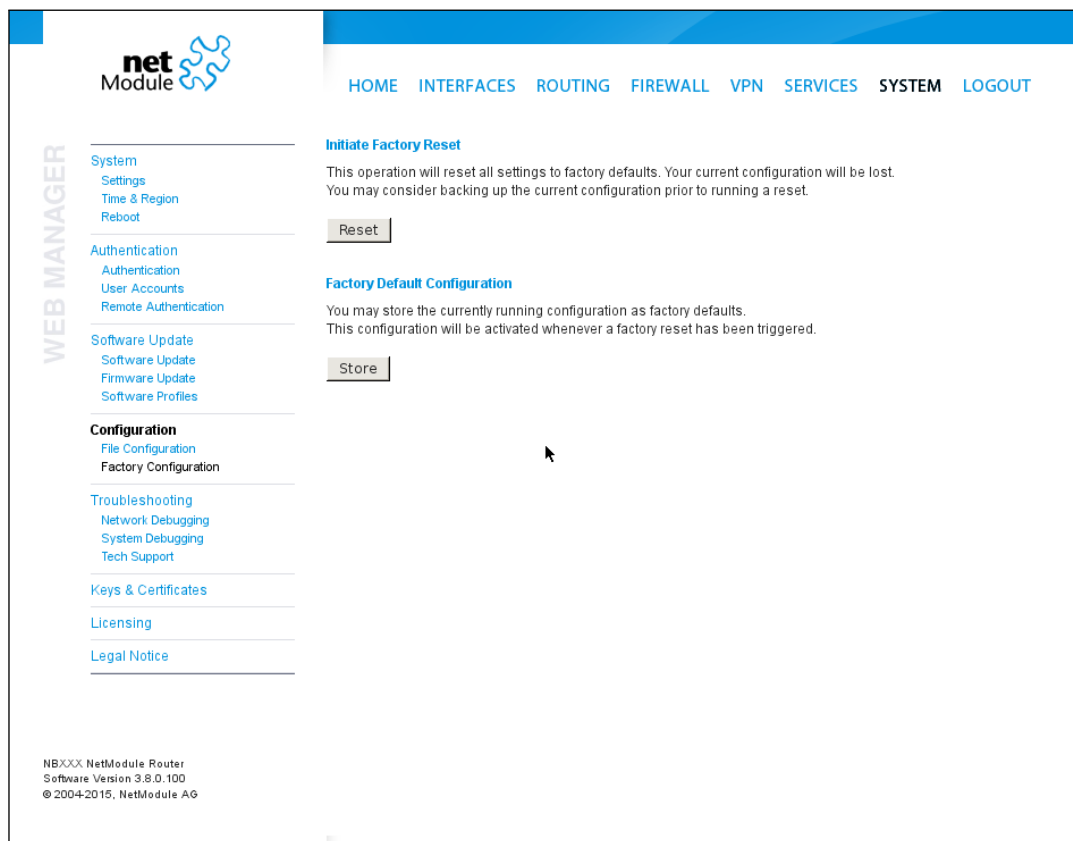 net
Module
HOME INTERFACES ROUTING FIREWALL VPN SERVICES SYSTEM LOGOUT
WEB MANAGER
System
Settings
Time & Region
Reboot
Authentication
Authentication
User Accounts
Remote Authentication
Software Update
Software Update
Firmware Update
Software Profiles
Configuration
File Configuration
Factory Configuration
Troubleshooting
Network Debugging
System Debugging
Tech Support
Keys & Certificates
Licensing
Legal Notice
Initiate Factory Reset
This operation will reset all settings to factory defaults. Your current configuration will be lost.
You may consider backing up the current configuration prior to running a reset.
Reset
Factory Default Configuration
You may store the currently running configuration as factory defaults.
This configuration will be activated whenever a factory reset has been triggered.
Store
NBXXX NetModule Router
Software Version 3.8.0.100
© 2004-2015, NetModule AG